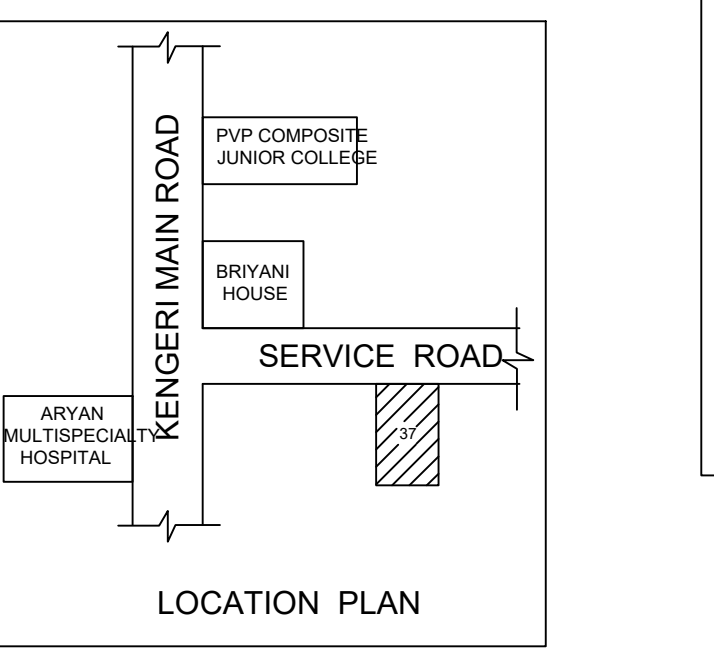 PVP COMPOSITE
JUNIOR COLLEGE
KENGERI MAIN ROAD
BRIYANI
HOUSE
SERVICE ROAD
ARYAN
MULTISPECIALTY
HOSPITAL
37
LOCATION PLAN